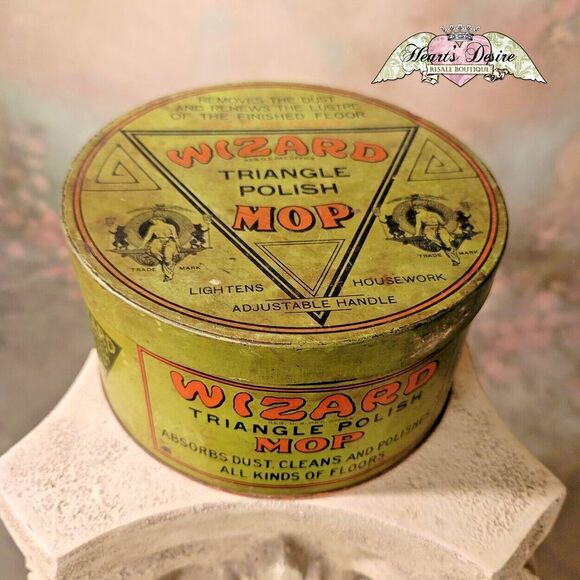 Heart's Desire
RESALE BOUTIQUE
REMOVES THE DUST
AND RENEWS THE LUSTRE
OF THE FINISHED FLOOR
WIZARD
TRIANGLE
POLISH
MOP
TRADE MARK
TRADE MARK
LIGHTENS HOUSEWORK
ADJUSTABLE HANDLE
WIZARD
TRIANGLE POLISH
MOP
ABSORBS DUST, CLEANS AND POLISHES
ALL KINDS OF FLOORS